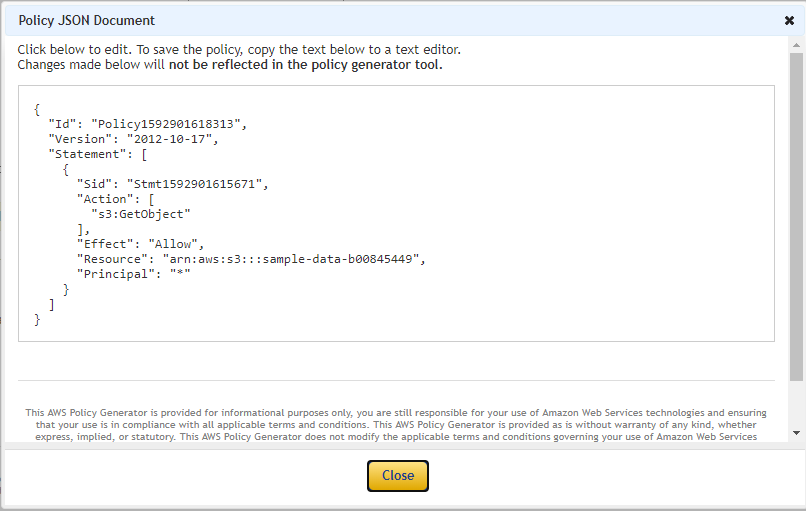 Policy JSON Document
Click below to edit. To save the policy, copy the text below to a text editor.
Changes made below will not be reflected in the policy generator tool.
{
  "Id": "Policy1592901618313",
  "Version": "2012-10-17",
  "Statement": [
    {
      "Sid": "Stmt1592901615671",
      "Action": [
        "s3:GetObject"
      ],
      "Effect": "Allow",
      "Resource": "arn:aws:s3:::sample-data-b00845449",
      "Principal": "*"
    }
  ]
}
This AWS Policy Generator is provided for informational purposes only, you are still responsible for your use of Amazon Web Services technologies and ensuring
that your use is in compliance with all applicable terms and conditions. This AWS Policy Generator is provided as is without warranty of any kind, whether
express, implied, or statutory. This AWS Policy Generator does not modify the applicable terms and conditions governing your use of Amazon Web Services
Close